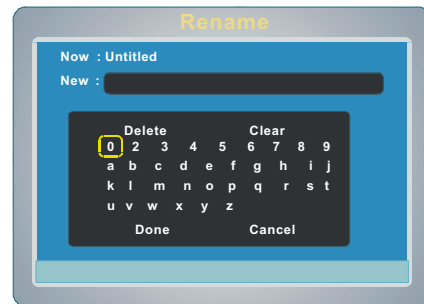 Rename
Now : Untitled
New :
Delete Clear
0 2 3 4 5 6 7 8 9
a b c d e f g h i j
k l m n o p q r s t
u v w x y z
Done Cancel